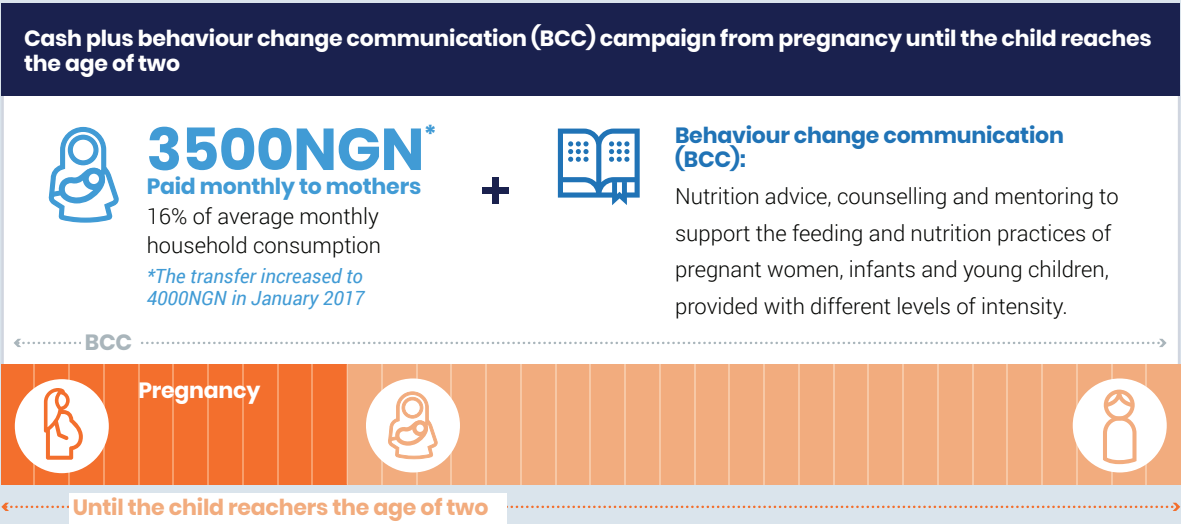 Cash plus behaviour change communication (BCC) campaign from pregnancy until the child reaches
the age of two
3500NGN*
Paid monthly to mothers
16% of average monthly
household consumption
*The transfer increased to
4000NGN in January 2017
+
Behaviour change communication
(BCC):
Nutrition advice, counselling and mentoring to
support the feeding and nutrition practices of
pregnant women, infants and young children,
provided with different levels of intensity.
BCC
Pregnancy
Until the child reachers the age of two